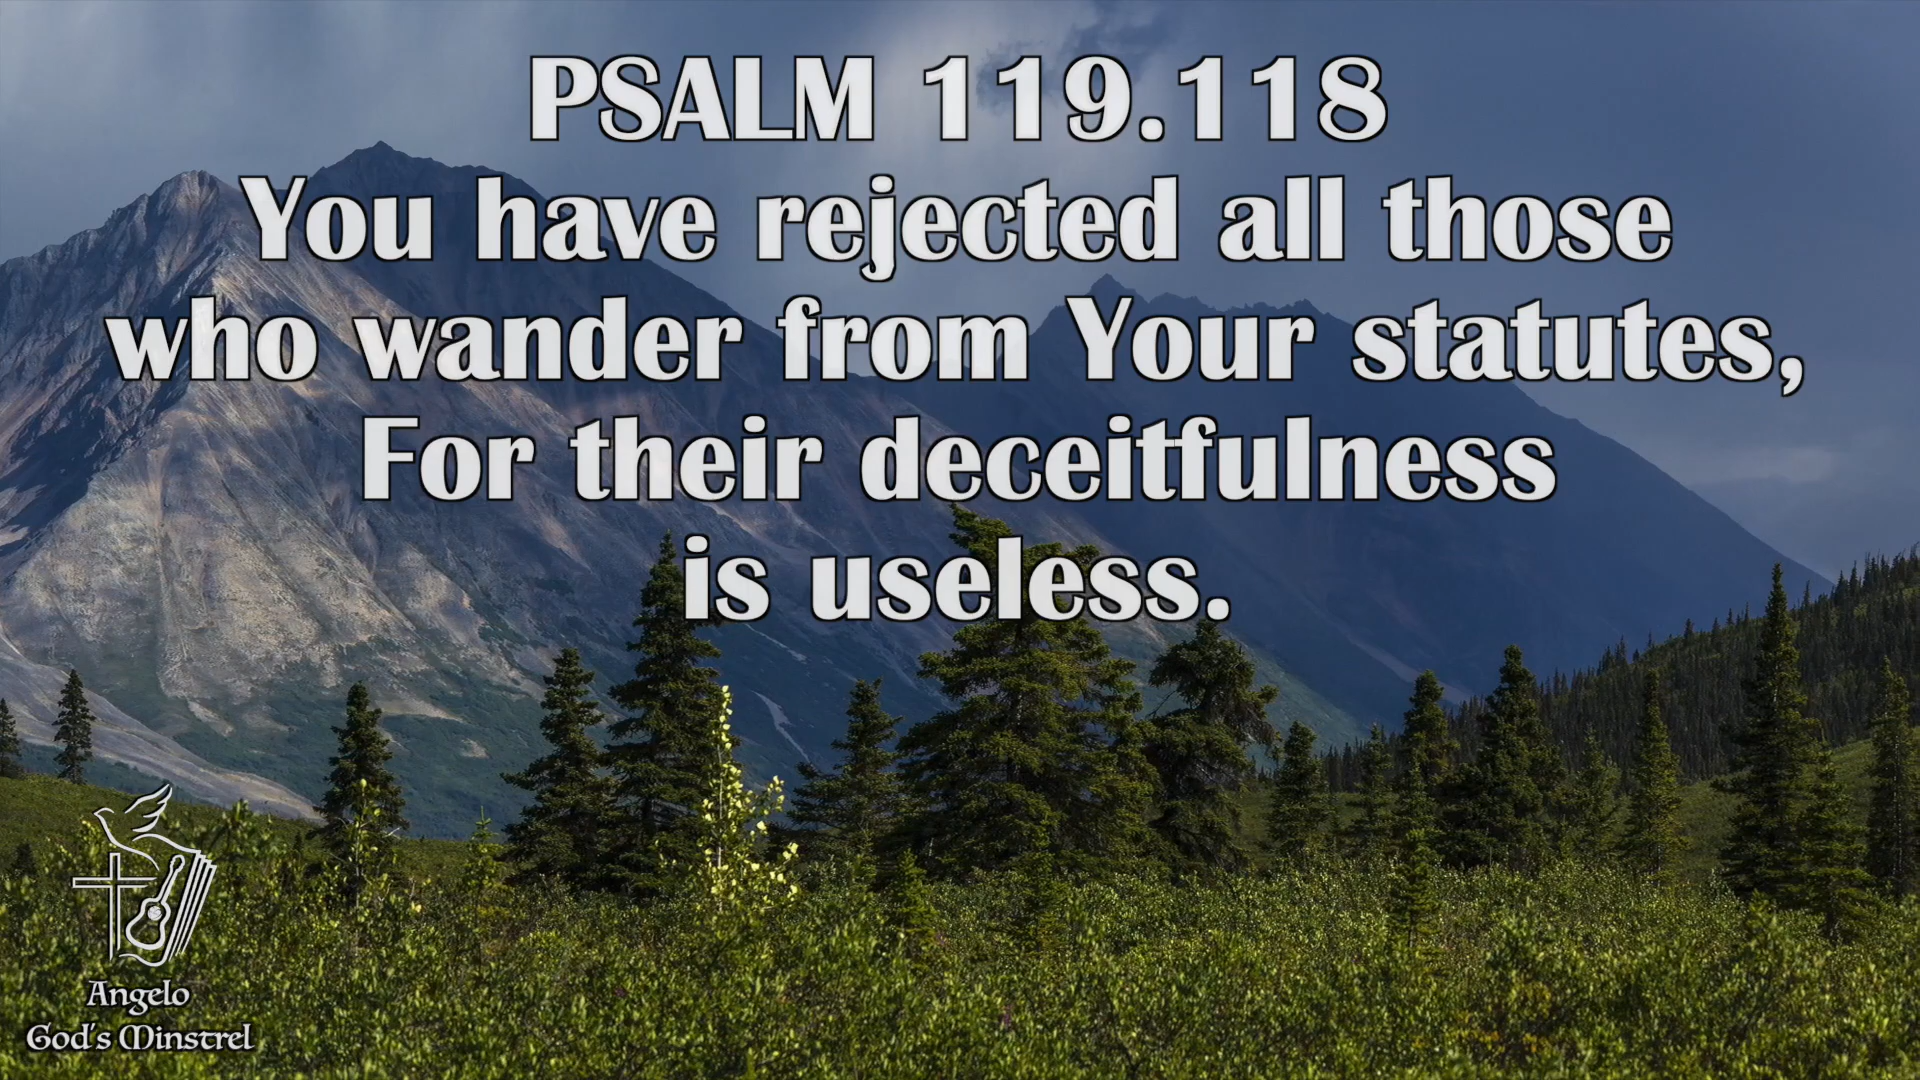 PSALM 119.118
You have rejected all those
who wander from Your statutes,
For their deceitfulness
is useless.
Angelo
God's Minstrel